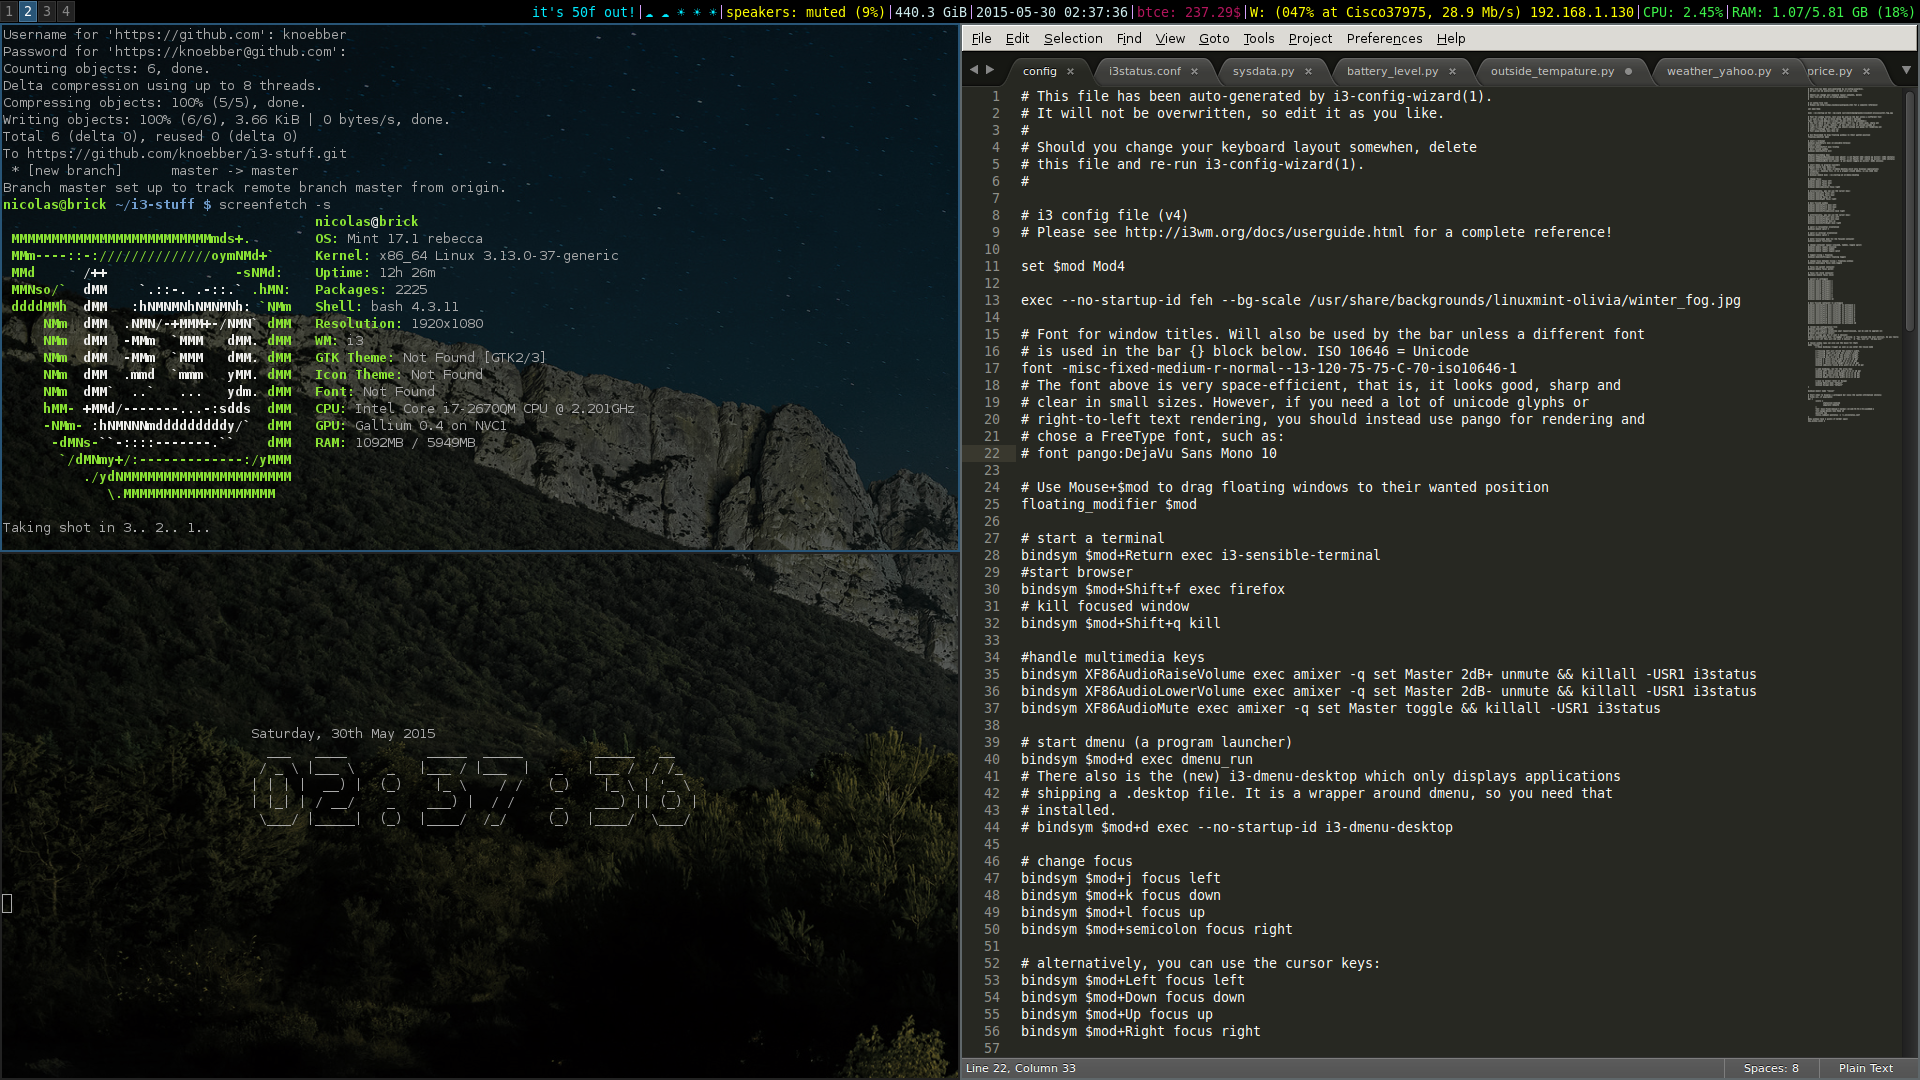 1 2 3 4
it's 50f out!|☁ ☁ ☀ ☀ ☀|speakers: muted (9%)|440.3 GiB|2015-05-30 02:37:36|btce: 237.29$|W: (047% at Cisco37975, 28.9 Mb/s) 192.168.1.130|CPU: 2.45%|RAM: 1.07/5.81 GB (18%)
Username for 'https://github.com': knoebber
Password for 'https://knoebber@github.com':
Counting objects: 6, done.
Delta compression using up to 8 threads.
Compressing objects: 100% (5/5), done.
Writing objects: 100% (6/6), 3.66 KiB | 0 bytes/s, done.
Total 6 (delta 0), reused 0 (delta 0)
To https://github.com/knoebber/i3-stuff.git
 * [new branch]      master -> master
Branch master set up to track remote branch master from origin.
nicolas@brick ~/i3-stuff $ screenfetch -s
nicolas@brick
OS: Mint 17.1 rebecca
Kernel: x86_64 Linux 3.13.0-37-generic
Uptime: 12h 26m
Packages: 2225
Shell: bash 4.3.11
Resolution: 1920x1080
WM: i3
GTK Theme: Not Found [GTK2/3]
Icon Theme: Not Found
Font: Not Found
CPU: Intel Core i7-2670QM CPU @ 2.201GHz
GPU: Gallium 0.4 on NVC1
RAM: 1092MB / 5949MB
Taking shot in 3.. 2.. 1..
Saturday, 30th May 2015
02:37:36
File Edit Selection Find View Goto Tools Project Preferences Help
config × i3status.conf × sysdata.py × battery_level.py × outside_tempature.py ● weather_yahoo.py × price.py ×
1 # This file has been auto-generated by i3-config-wizard(1).
2 # It will not be overwritten, so edit it as you like.
3 #
4 # Should you change your keyboard layout somewhen, delete
5 # this file and re-run i3-config-wizard(1).
6 #
7
8 # i3 config file (v4)
9 # Please see http://i3wm.org/docs/userguide.html for a complete reference!
10
11 set $mod Mod4
12
13 exec --no-startup-id feh --bg-scale /usr/share/backgrounds/linuxmint-olivia/winter_fog.jpg
14
15 # Font for window titles. Will also be used by the bar unless a different font
16 # is used in the bar {} block below. ISO 10646 = Unicode
17 font -misc-fixed-medium-r-normal--13-120-75-75-C-70-iso10646-1
18 # The font above is very space-efficient, that is, it looks good, sharp and
19 # clear in small sizes. However, if you need a lot of unicode glyphs or
20 # right-to-left text rendering, you should instead use pango for rendering and
21 # chose a FreeType font, such as:
22 # font pango:DejaVu Sans Mono 10
23
24 # Use Mouse+$mod to drag floating windows to their wanted position
25 floating_modifier $mod
26
27 # start a terminal
28 bindsym $mod+Return exec i3-sensible-terminal
29 #start browser
30 bindsym $mod+Shift+f exec firefox
31 # kill focused window
32 bindsym $mod+Shift+q kill
33
34 #handle multimedia keys
35 bindsym XF86AudioRaiseVolume exec amixer -q set Master 2dB+ unmute && killall -USR1 i3status
36 bindsym XF86AudioLowerVolume exec amixer -q set Master 2dB- unmute && killall -USR1 i3status
37 bindsym XF86AudioMute exec amixer -q set Master toggle && killall -USR1 i3status
38
39 # start dmenu (a program launcher)
40 bindsym $mod+d exec dmenu_run
41 # There also is the (new) i3-dmenu-desktop which only displays applications
42 # shipping a .desktop file. It is a wrapper around dmenu, so you need that
43 # installed.
44 # bindsym $mod+d exec --no-startup-id i3-dmenu-desktop
45
46 # change focus
47 bindsym $mod+j focus left
48 bindsym $mod+k focus down
49 bindsym $mod+l focus up
50 bindsym $mod+semicolon focus right
51
52 # alternatively, you can use the cursor keys:
53 bindsym $mod+Left focus left
54 bindsym $mod+Down focus down
55 bindsym $mod+Up focus up
56 bindsym $mod+Right focus right
57
Line 22, Column 33
Spaces: 8
Plain Text